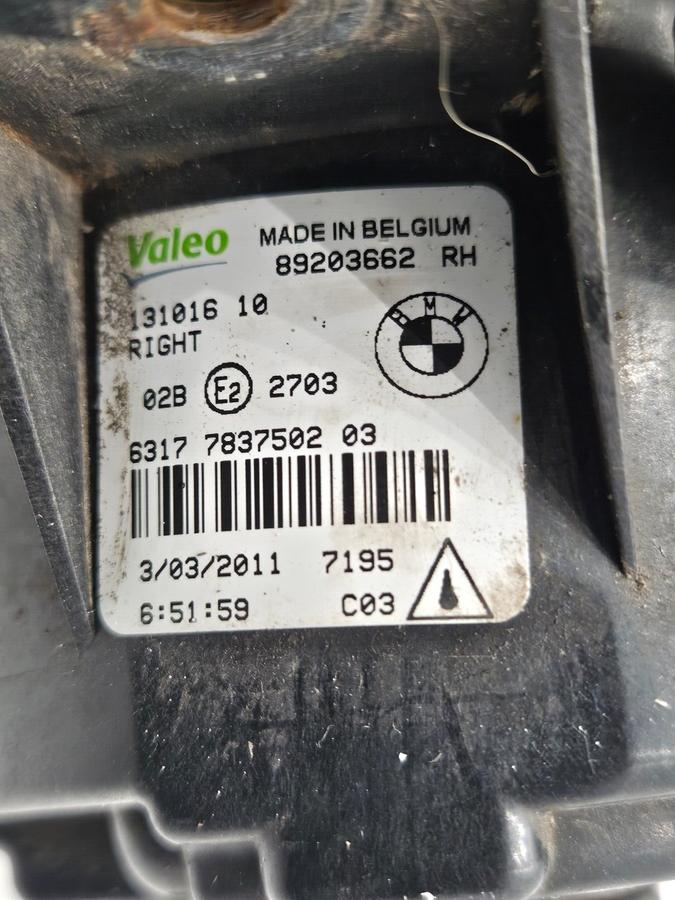 Valeo MADE IN BELGIUM
89203662 RH
131016 10
RIGHT
BMW
02B E2 2703
6317 7837502 03
3/03/2011 7195
6:51:59 C03